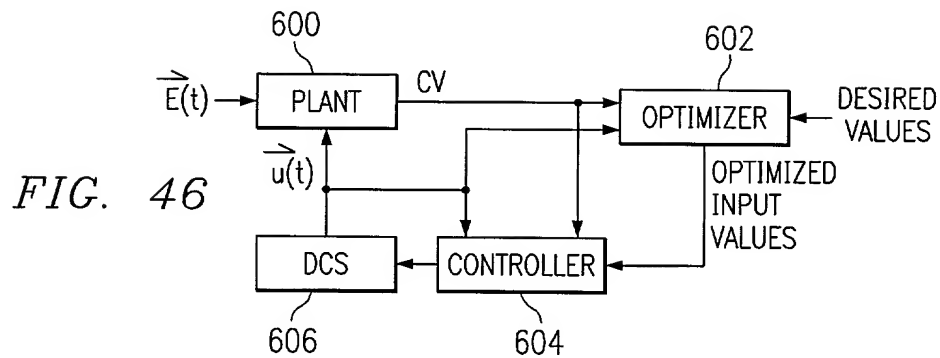 600
602
E(t)
PLANT
CV
OPTIMIZER
DESIRED
VALUES
u(t)
OPTIMIZED
INPUT
VALUES
FIG. 46
DCS
CONTROLLER
606
604